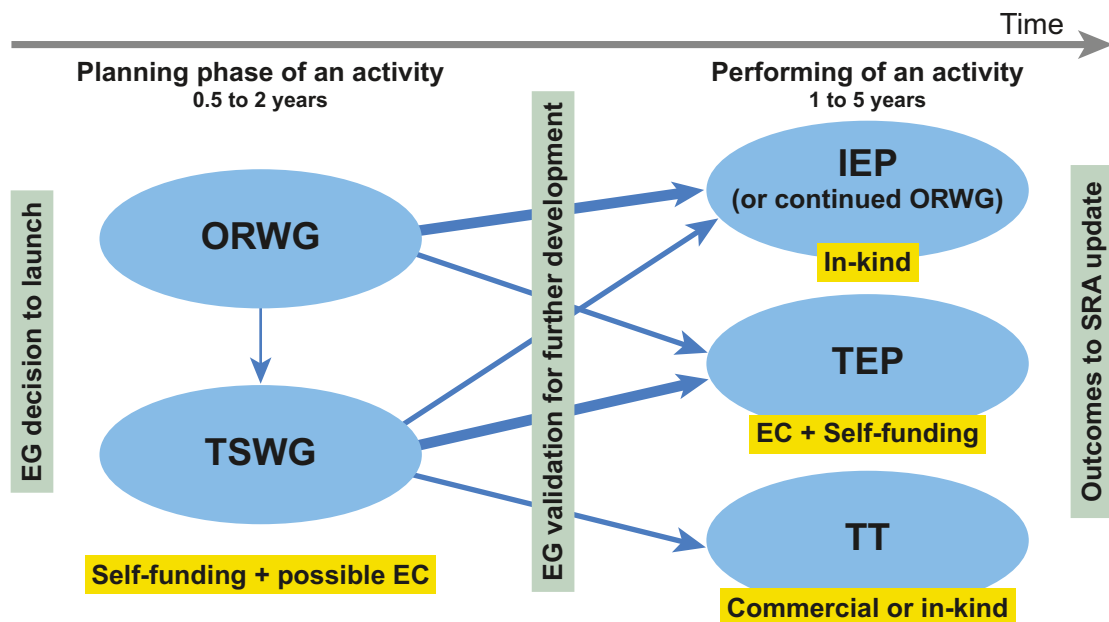 Time
Planning phase of an activity
0.5 to 2 years
Performing of an activity
1 to 5 years
EG decision to launch
ORWG
TSWG
Self-funding + possible EC
EG validation for further development
IEP
(or continued ORWG)
In-kind
TEP
EC + Self-funding
TT
Commercial or in-kind
Outcomes to SRA update